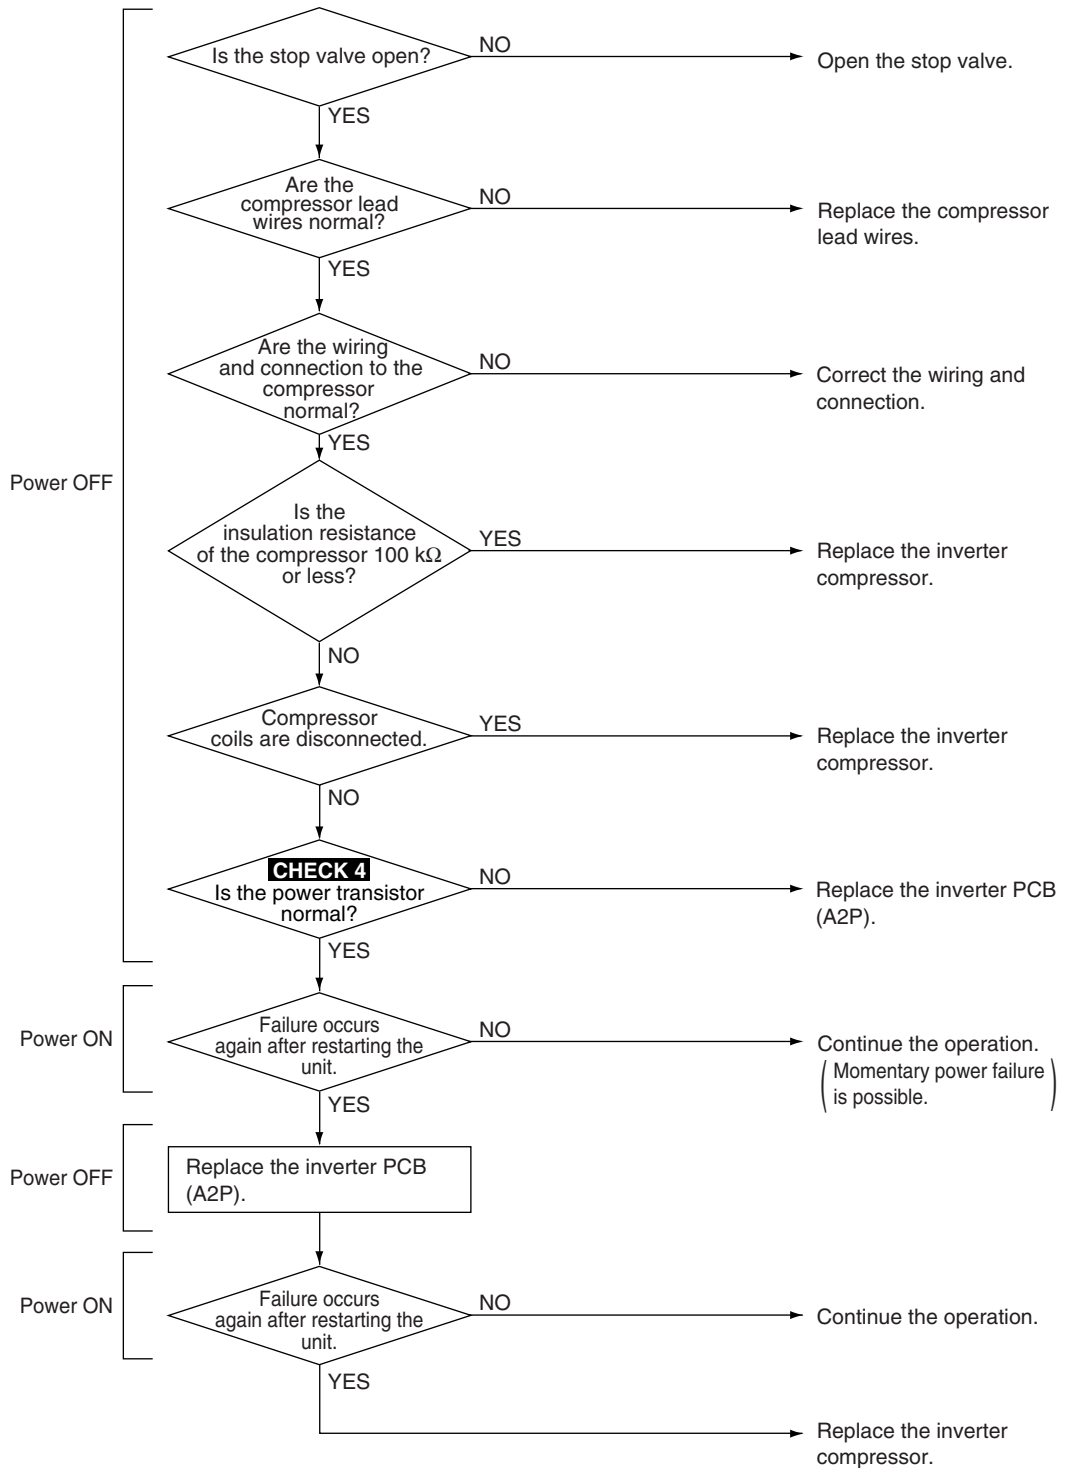 Is the stop valve open?
NO
Open the stop valve.
YES
Are the
compressor lead
wires normal?
NO
Replace the compressor
lead wires.
YES
Are the wiring
and connection to the
compressor
normal?
NO
Correct the wiring and
connection.
YES
Power OFF
Is the
insulation resistance
of the compressor 100 kΩ
or less?
YES
Replace the inverter
compressor.
NO
Compressor
coils are disconnected.
YES
Replace the inverter
compressor.
NO
CHECK 4
Is the power transistor
normal?
NO
Replace the inverter PCB
(A2P).
YES
Power ON
Failure occurs
again after restarting the
unit.
NO
Continue the operation.
(Momentary power failure
is possible.)
YES
Power OFF
Replace the inverter PCB
(A2P).
Power ON
Failure occurs
again after restarting the
unit.
NO
Continue the operation.
YES
Replace the inverter
compressor.